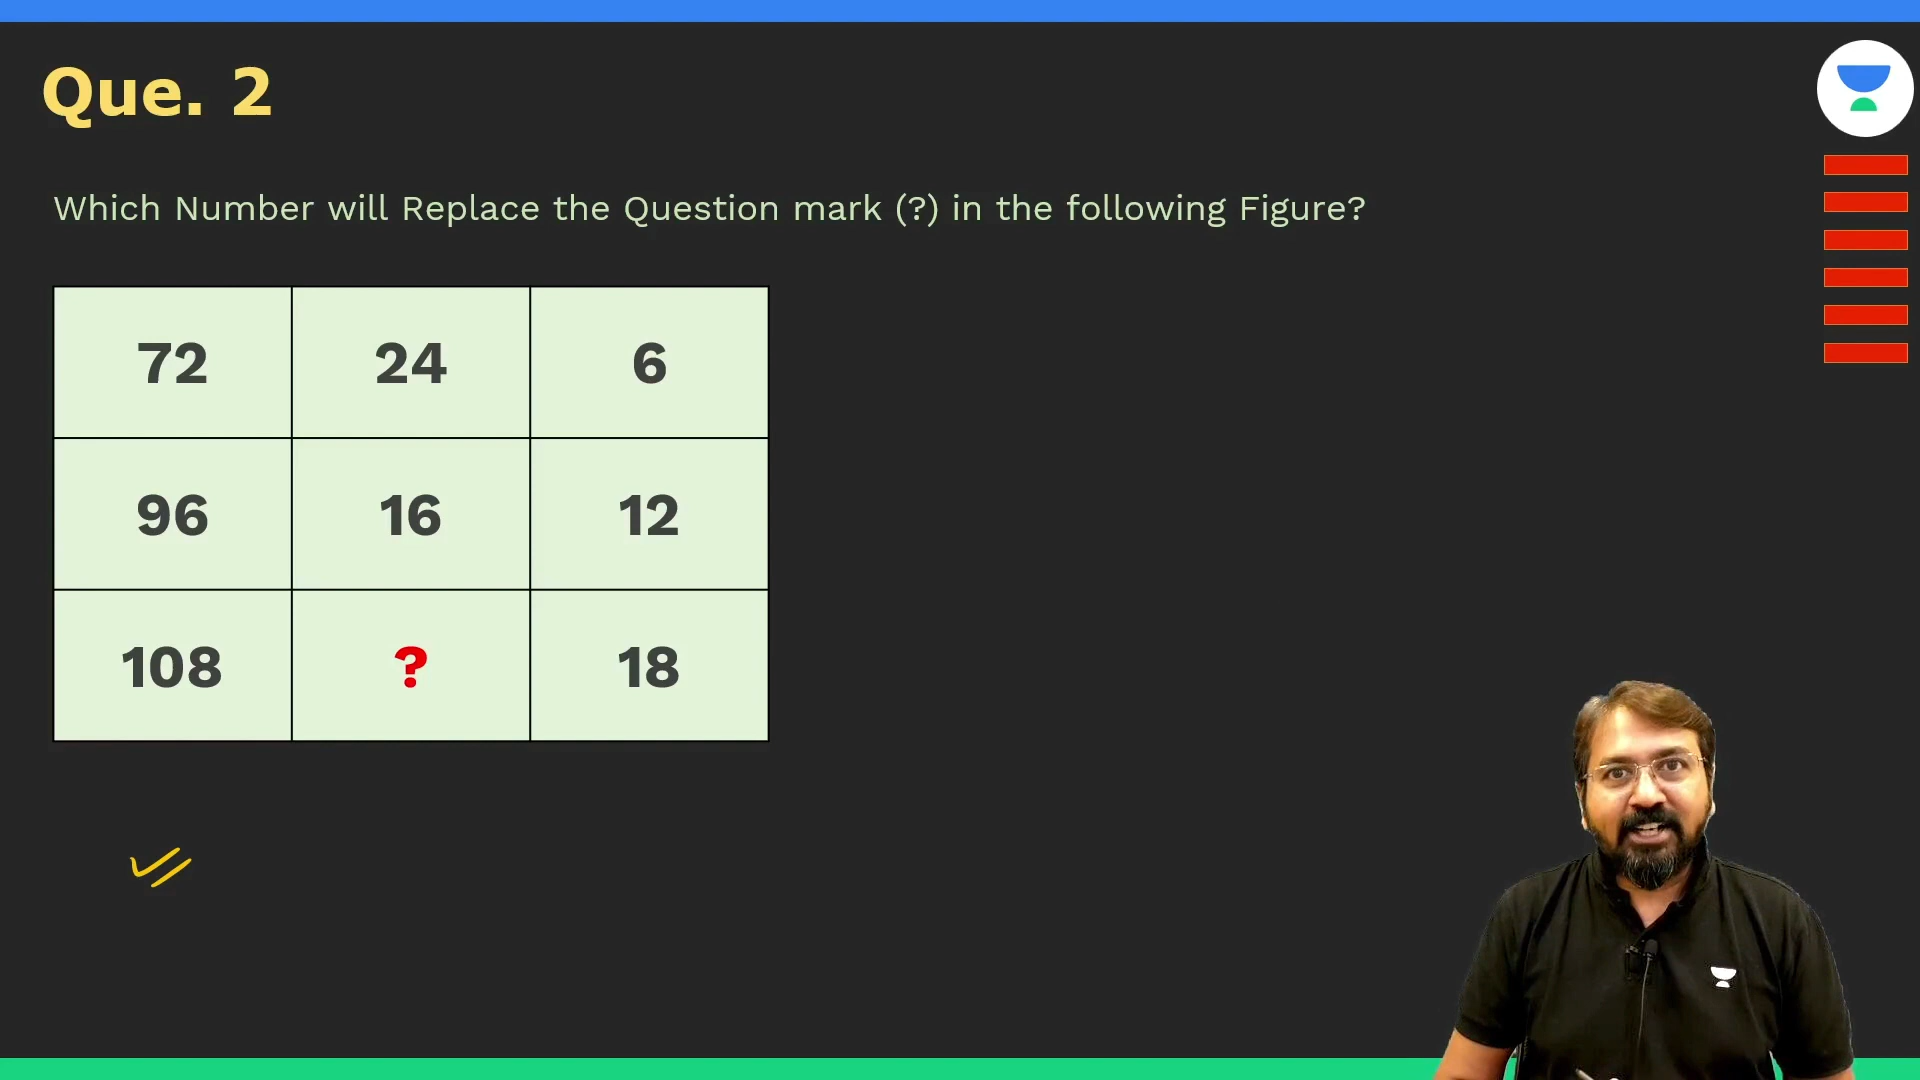 Que. 2
Which Number will Replace the Question mark (?) in the following Figure?
72 24 6
96 16 12
108 ? 18